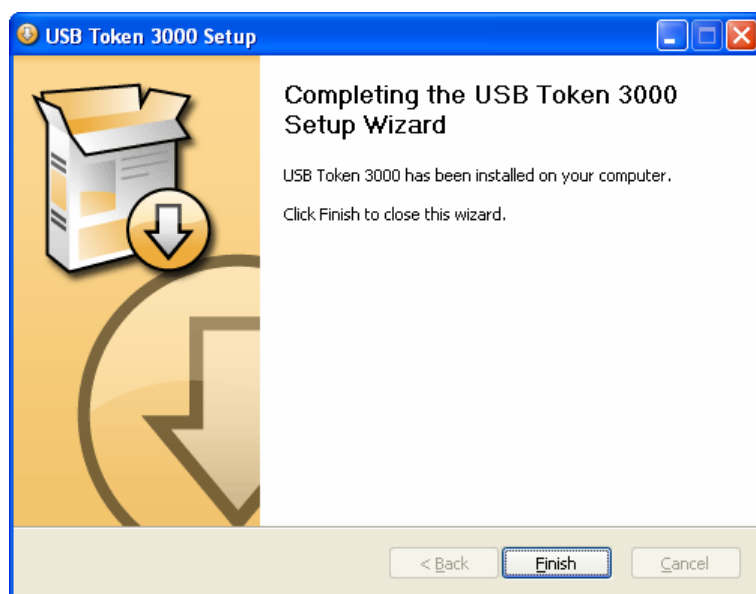 USB Token 3000 Setup
Completing the USB Token 3000
Setup Wizard
USB Token 3000 has been installed on your computer.
Click Finish to close this wizard.
< Back
Finish
Cancel